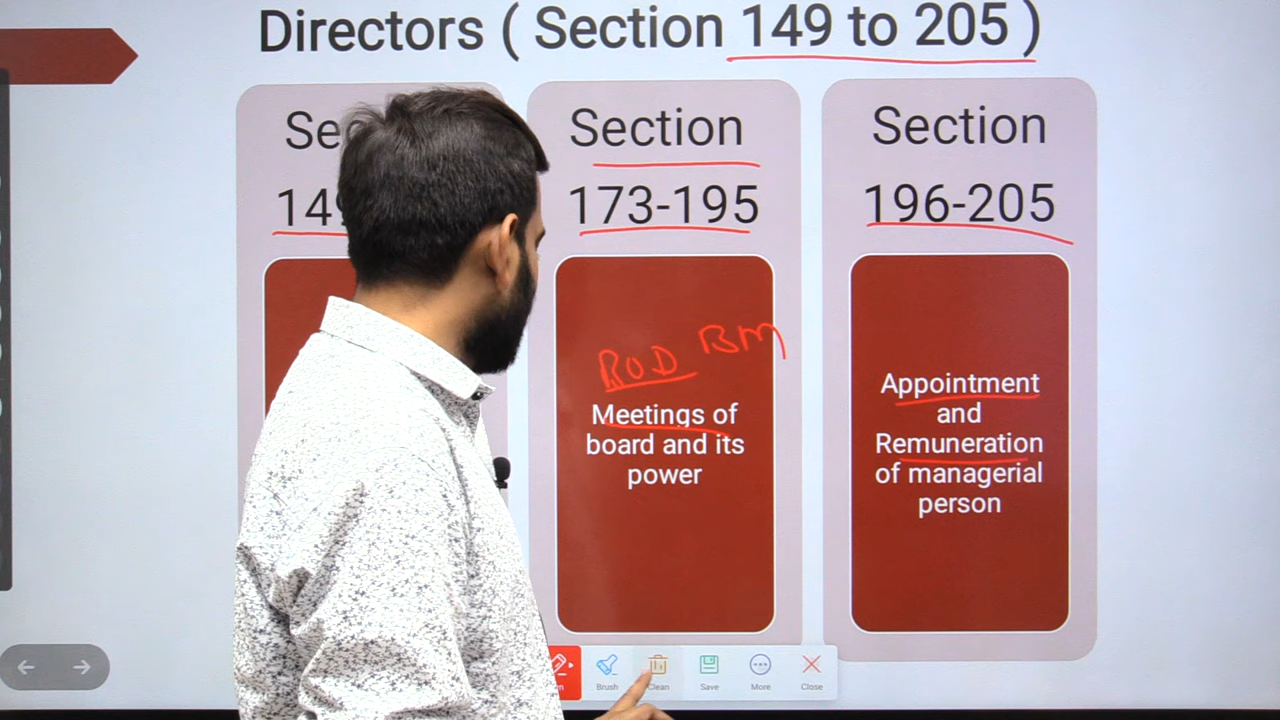 Directors ( Section 149 to 205 )
Section
173-195
BOD BM
Meetings of
board and its
power
Section
196-205
Appointment
and
Remuneration
of managerial
person
Brush
Clean
Save
More
Close